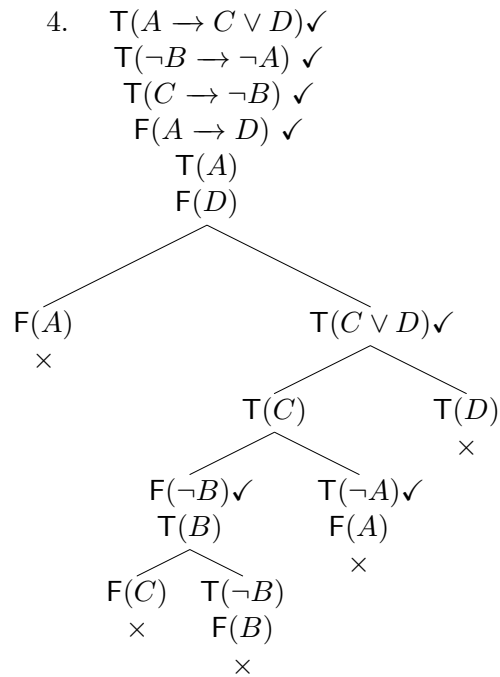 4. T(A → C ∨ D)✓
T(¬B → ¬A) ✓
T(C → ¬B) ✓
F(A → D) ✓
T(A)
F(D)
F(A) T(C ∨ D)✓
×
T(C) T(D)
×
F(¬B)✓ T(¬A)✓
T(B) F(A)
×
F(C) T(¬B)
× F(B)
×